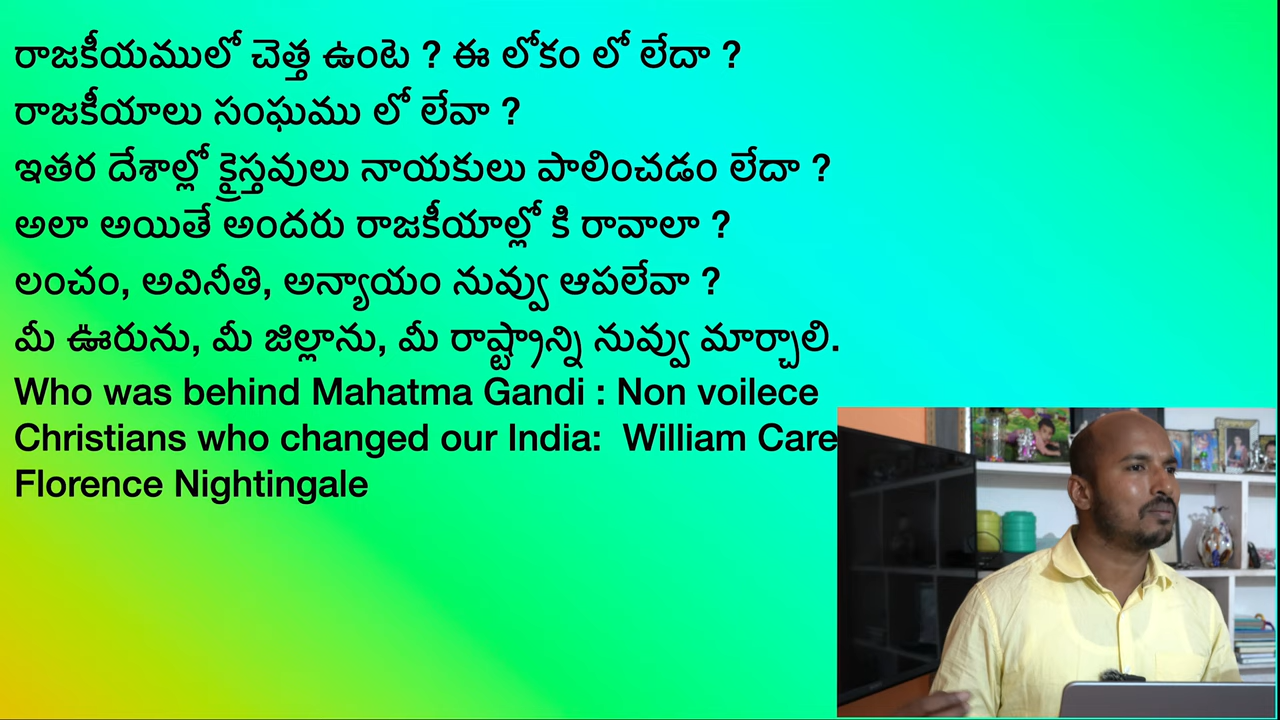 రాజకీయములో చెత్త ఉంటె ? ఈ లోకం లో లేదా ?
రాజకీయాలు సంఘము లో లేవా ?
ఇతర దేశాల్లో క్రైస్తవులు నాయకులు పాలించడం లేదా ?
అలా అయితే అందరు రాజకీయాల్లో కి రావాలా ?
లంచం, అవినీతి, అన్యాయం నువ్వు ఆపలేవా ?
మీ ఊరును, మీ జిల్లాను, మీ రాష్ట్రాన్ని నువ్వు మార్చాలి.
Who was behind Mahatma Gandi : Non voilece
Christians who changed our India:  William Care
Florence Nightingale